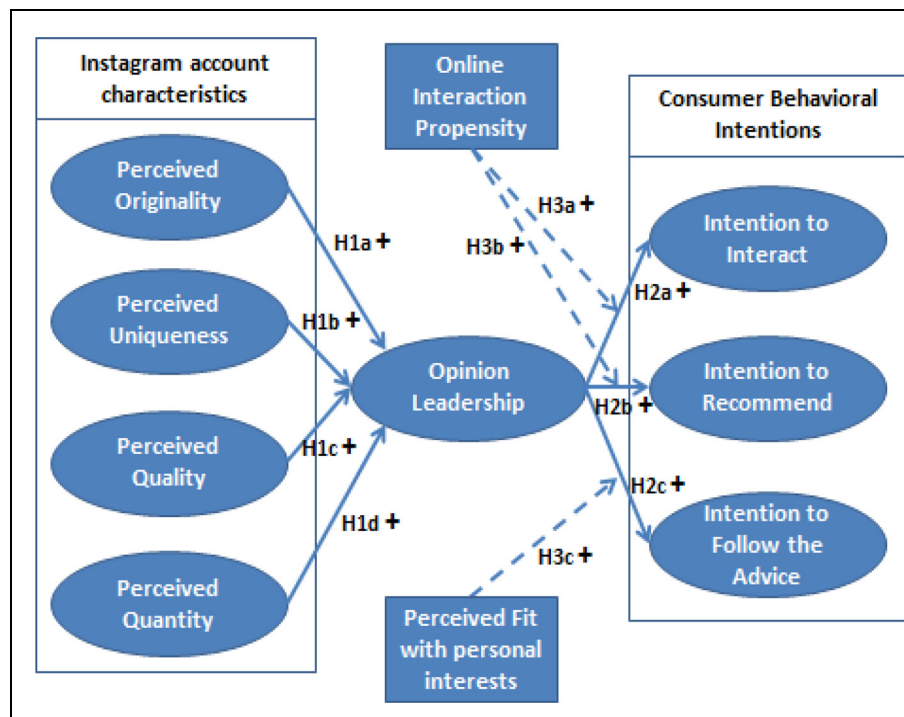 Instagram account
characteristics
Perceived
Originality
Perceived
Uniqueness
Perceived
Quality
Perceived
Quantity
H1a +
H1b +
H1c +
H1d +
Online
Interaction
Propensity
Opinion
Leadership
Perceived Fit
with personal
interests
H3a +
H3b +
H3c +
H2a +
H2b +
H2c +
Consumer Behavioral
Intentions
Intention to
Interact
Intention to
Recommend
Intention to
Follow the
Advice